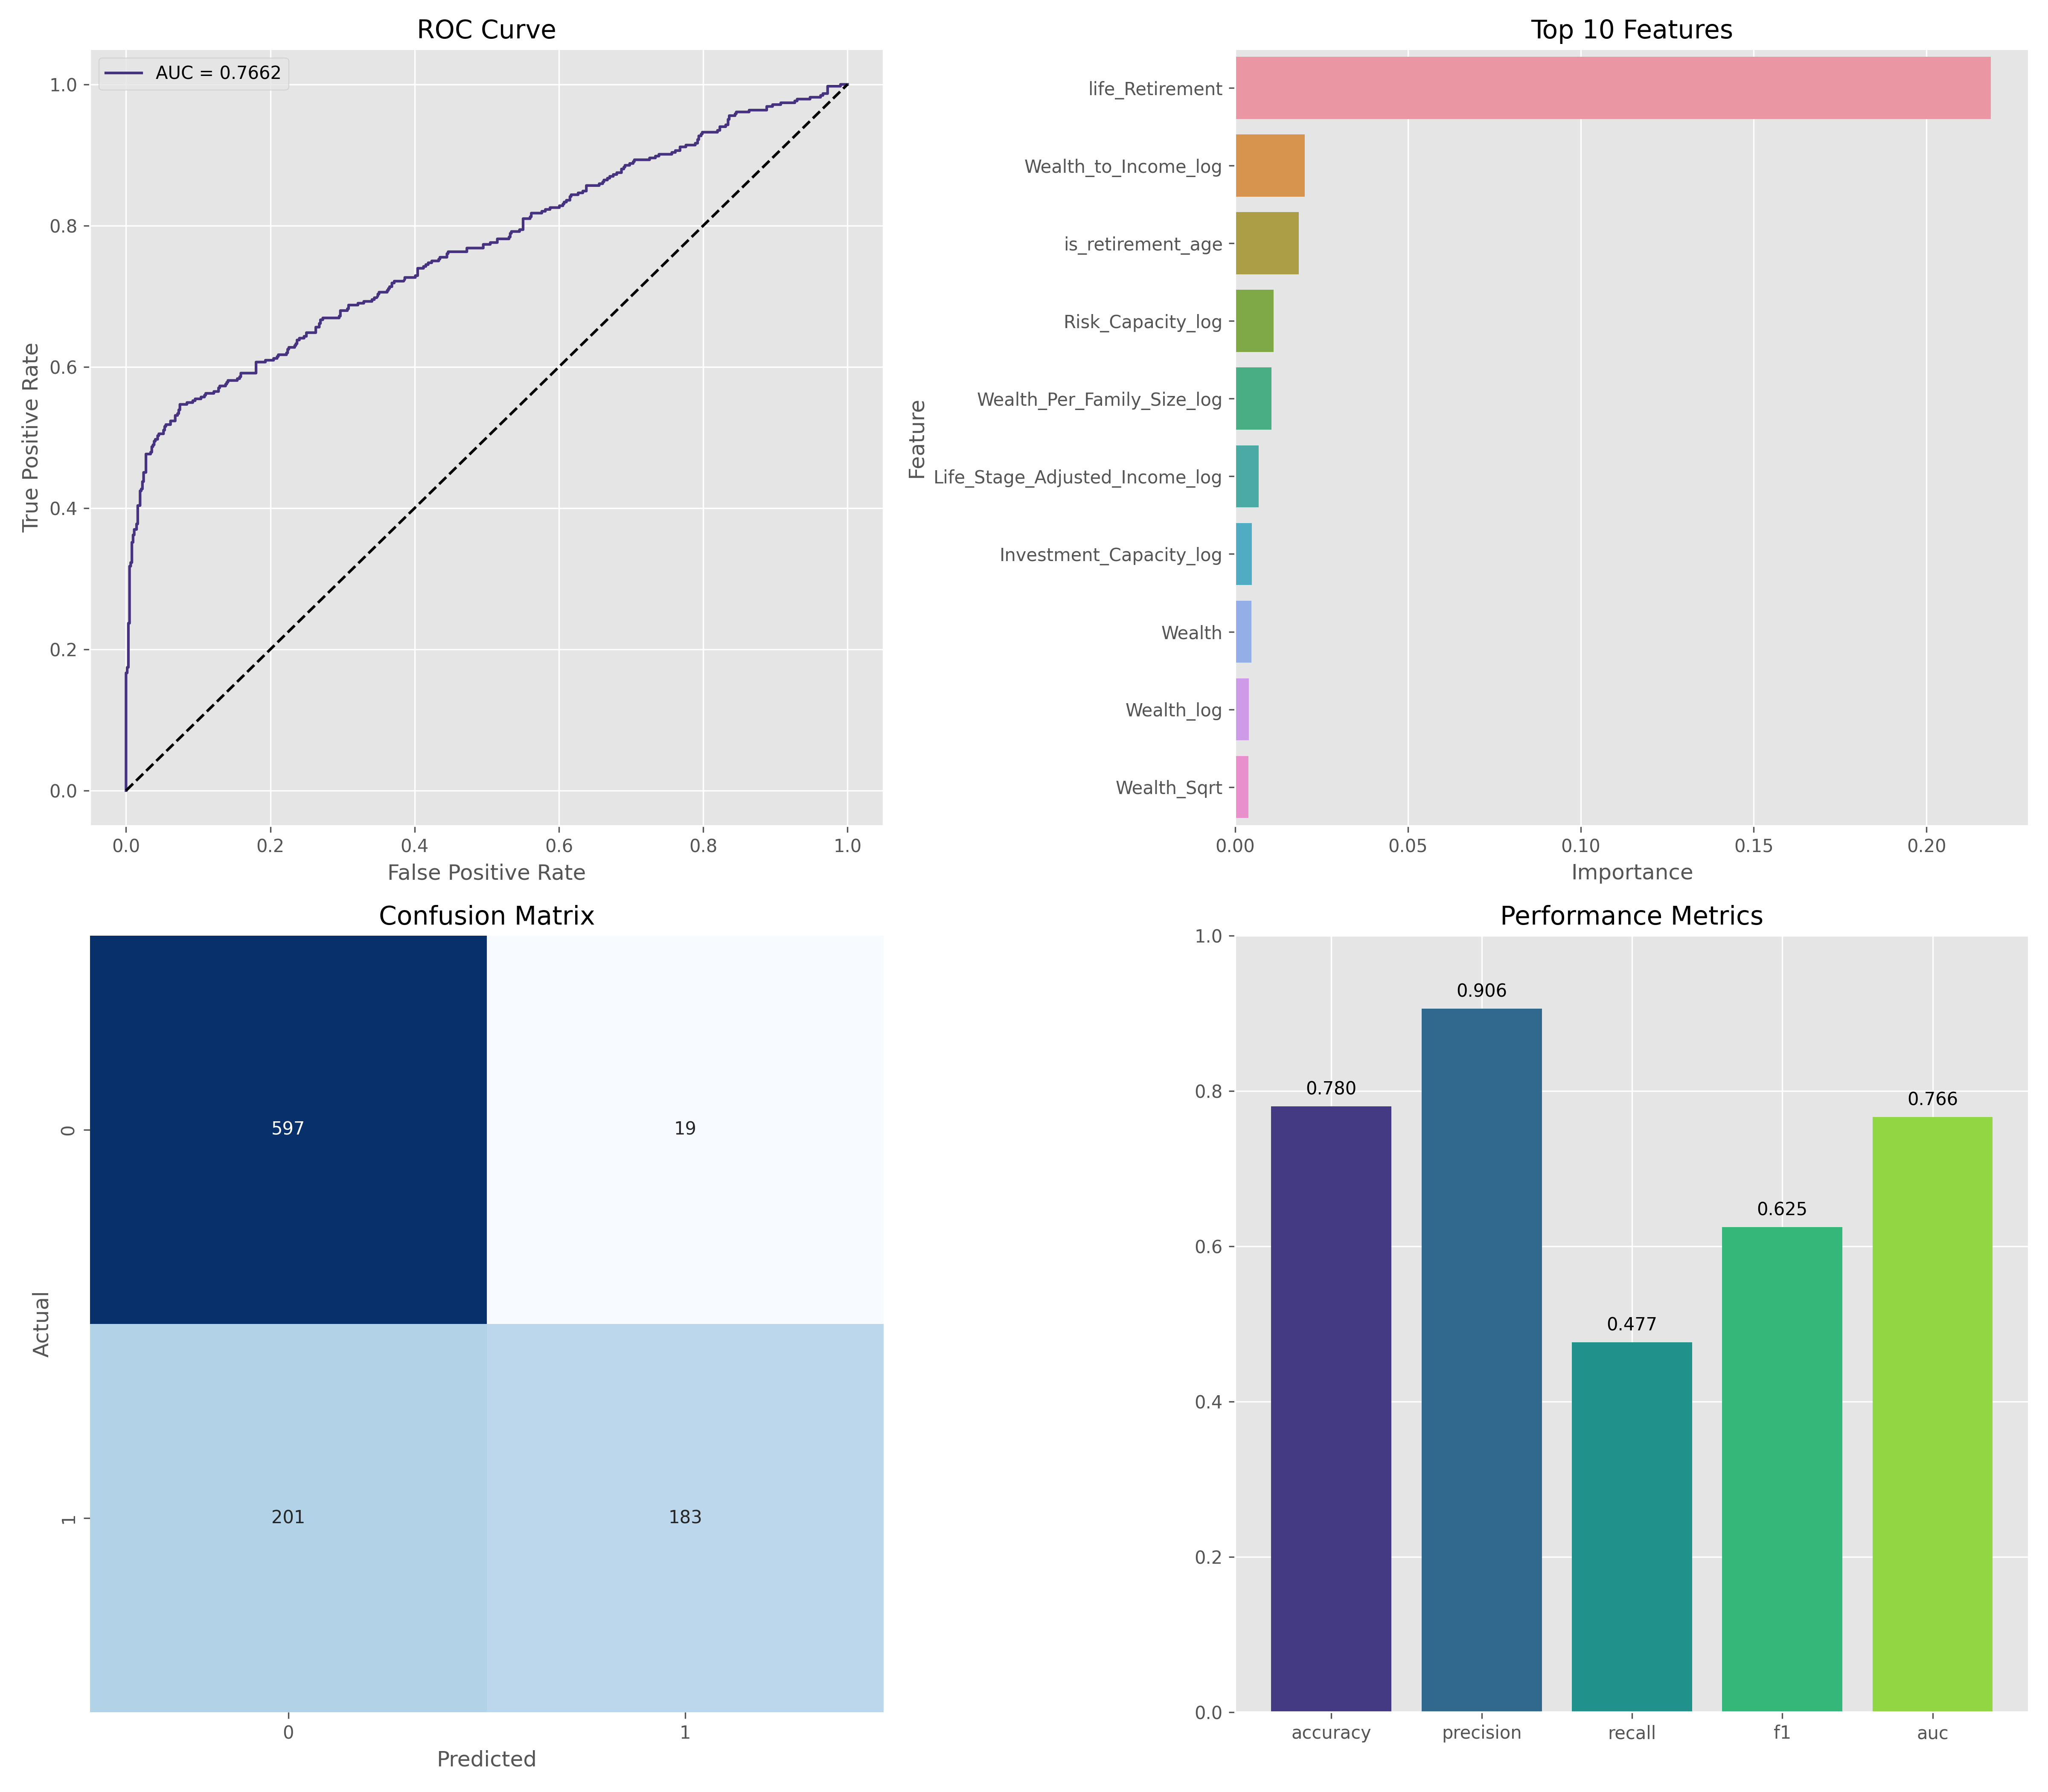 ROC Curve
AUC = 0.7662
1.0
0.8
0.6
0.4
0.2
0.0
True Positive Rate
0.0 0.2 0.4 0.6 0.8 1.0
False Positive Rate
Top 10 Features
Feature
life_Retirement
Wealth_to_Income_log
is_retirement_age
Risk_Capacity_log
Wealth_Per_Family_Size_log
Life_Stage_Adjusted_Income_log
Investment_Capacity_log
Wealth
Wealth_log
Wealth_Sqrt
0.00 0.05 0.10 0.15 0.20
Importance
Confusion Matrix
Actual
0
597 19
1
201 183
0 1
Predicted
Performance Metrics
1.0
0.8
0.6
0.4
0.2
0.0
0.780
0.906
0.477
0.625
0.766
accuracy precision recall f1 auc